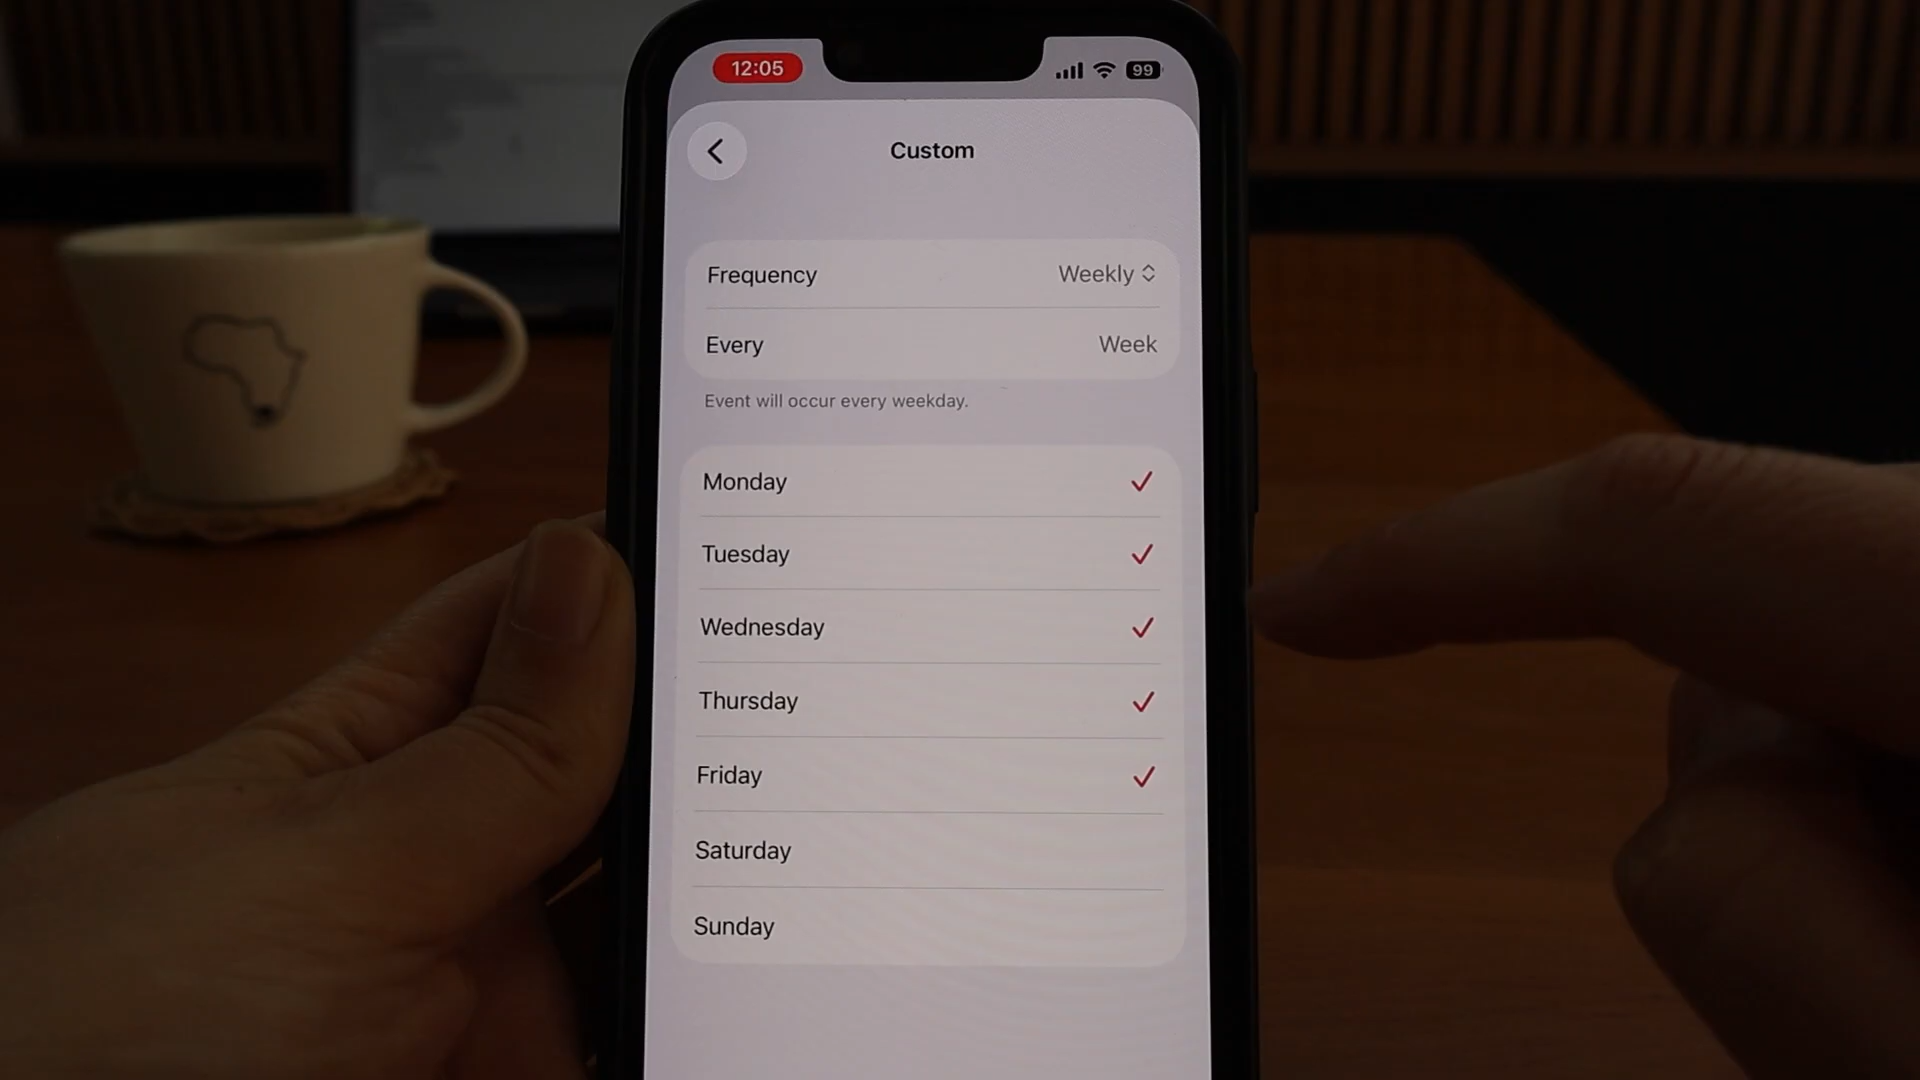 12:05
99
Custom
Frequency Weekly
Every Week
Event will occur every weekday.
Monday
Tuesday
Wednesday
Thursday
Friday
Saturday
Sunday